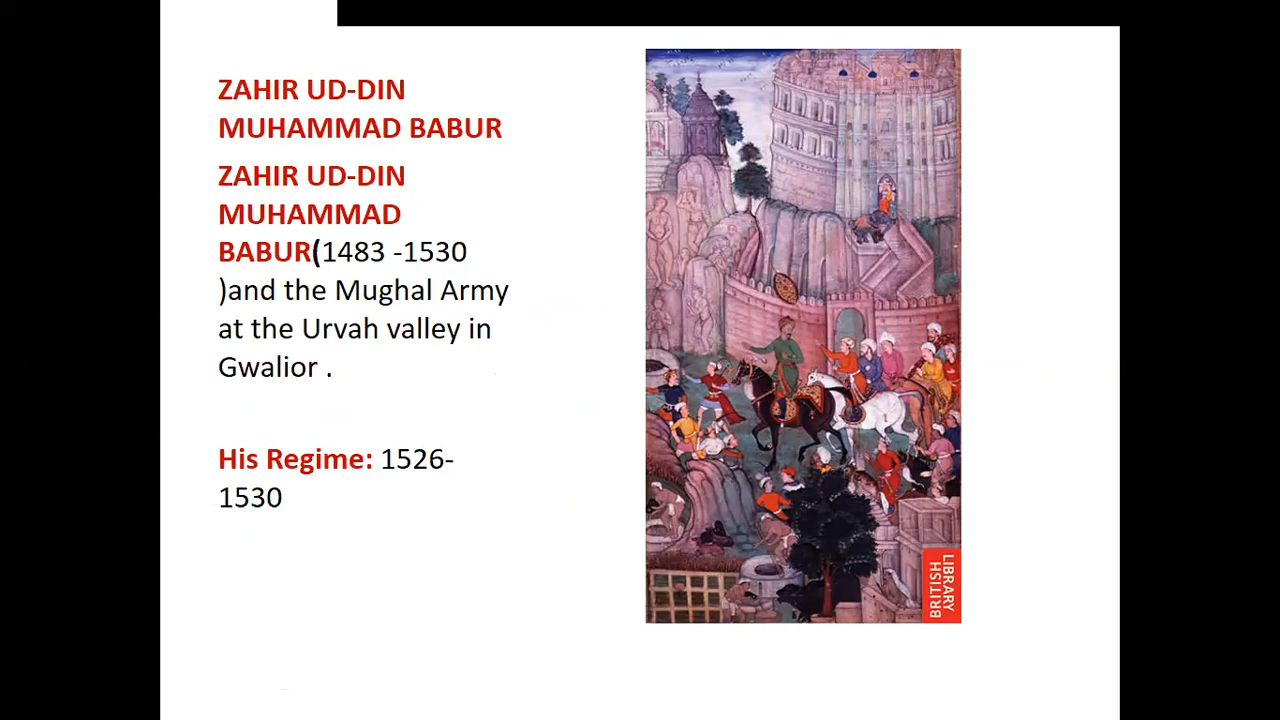 ZAHIR UD-DIN
MUHAMMAD BABUR
ZAHIR UD-DIN
MUHAMMAD
BABUR(1483 -1530
)and the Mughal Army
at the Urvah valley in
Gwalior .
His Regime: 1526-
1530
LIBRARY
BRITISH